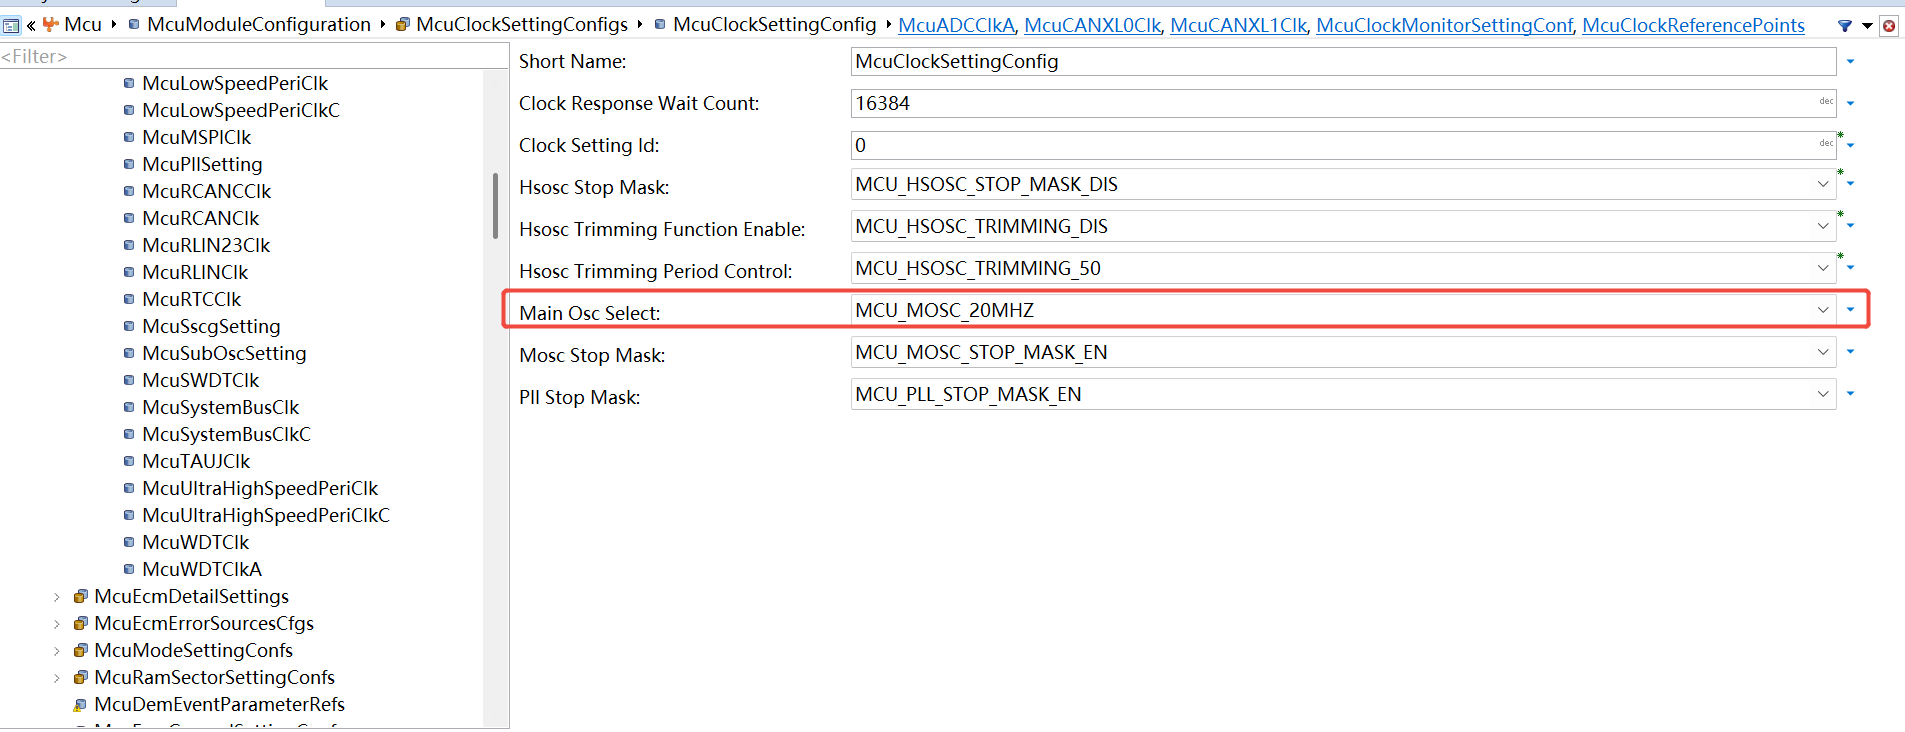 « Mcu McuModuleConfiguration McuClockSettingConfigs McuClockSettingConfig McuADCClkA, McuCANXL0Clk, McuCANXL1Clk, McuClockMonitorSettingConf, McuClockReferencePoints
<Filter>
McuLowSpeedPeriClk
McuLowSpeedPeriClkC
McuMSPIClk
McuPllSetting
McuRCANCClk
McuRCANClk
McuRLIN23Clk
McuRLINClk
McuRTCClk
McuSscgSetting
McuSubOscSetting
McuSWDTClk
McuSystemBusClk
McuSystemBusClkC
McuTAUJClk
McuUltraHighSpeedPeriClk
McuUltraHighSpeedPeriClkC
McuWDTClk
McuWDTClkA
McuEcmDetailSettings
McuEcmErrorSourcesCfgs
McuModeSettingConfs
McuRamSectorSettingConfs
McuDemEventParameterRefs
Short Name: McuClockSettingConfig
Clock Response Wait Count: 16384 dec
Clock Setting Id: 0 dec
Hsosc Stop Mask: MCU_HSOSC_STOP_MASK_DIS
Hsosc Trimming Function Enable: MCU_HSOSC_TRIMMING_DIS
Hsosc Trimming Period Control: MCU_HSOSC_TRIMMING_50
Main Osc Select: MCU_MOSC_20MHZ
Mosc Stop Mask: MCU_MOSC_STOP_MASK_EN
Pll Stop Mask: MCU_PLL_STOP_MASK_EN